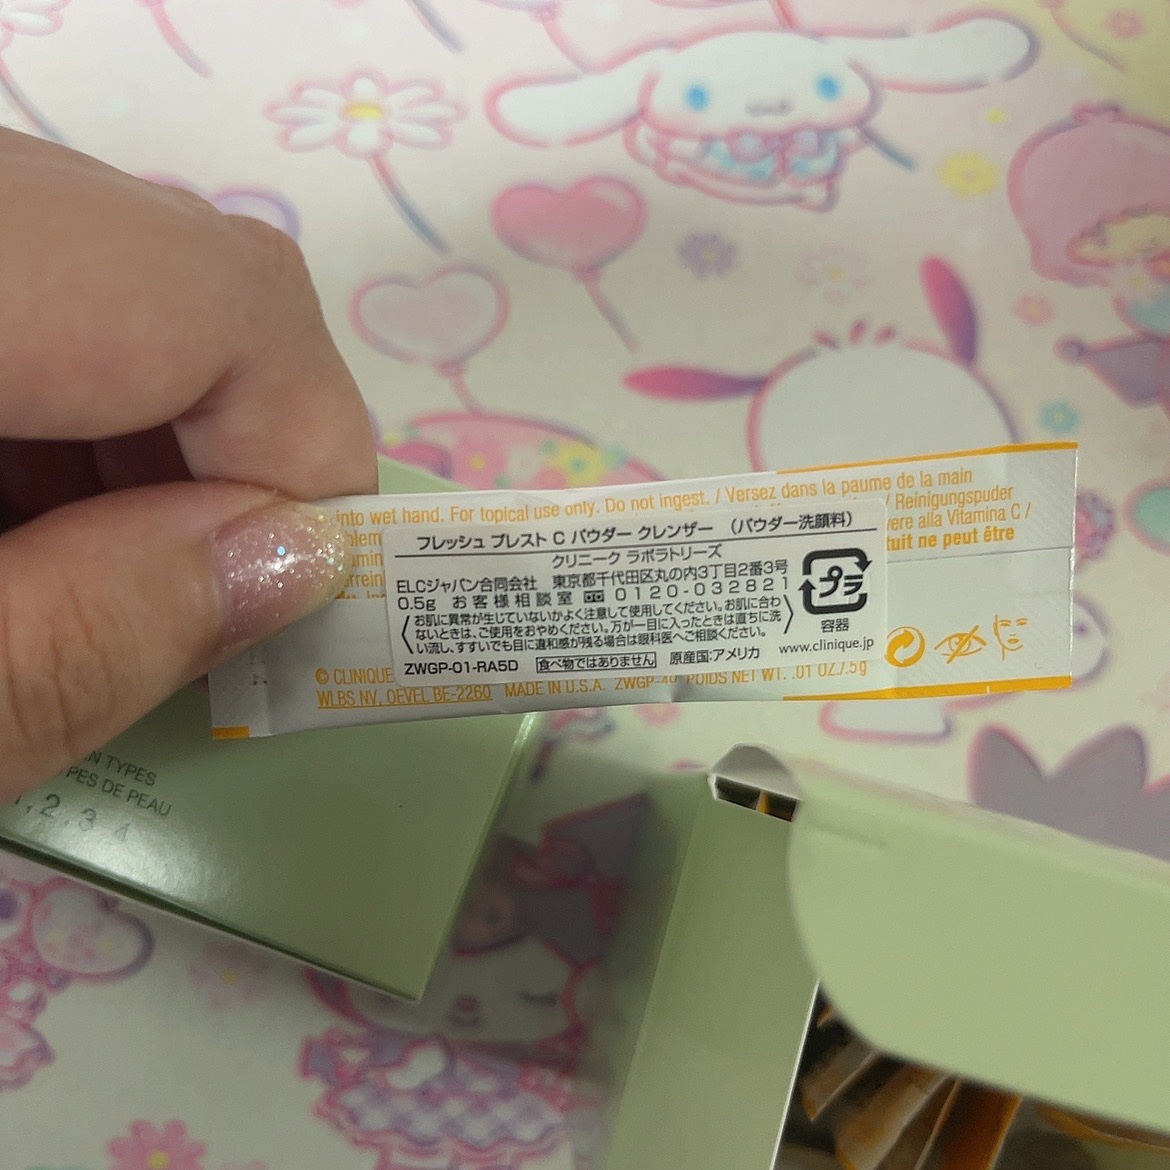 into wet hand. For topical use only. Do not ingest. / Versez dans la paume de la main
/ Reinigungspuder
vere alla Vitamina C /
tuit ne peut être
フレッシュ プレスト C パウダー クレンザー （パウダー洗顔料）
クリニーク ラボラトリーズ
ELCジャパン合同会社 東京都千代田区丸の内3丁目2番3号
0.5g お客様相談室 0120-032821
〈お肌に異常が生じていないかよく注意して使用してください。お肌に合わ
ないときは、ご使用をおやめください。万が一目に入ったときは直ちに洗
い流し、すすいでも目に違和感が残る場合は眼科医へご相談ください。〉
ZWGP-01-RA5D 食べ物ではありません 原産国:アメリカ www.clinique.jp
プラ
容器
© CLINIQUE
WLBS NV, OEVEL BE-2260 MADE IN U.S.A. ZWGP-49 POIDS NET WT. .01 OZ./.5g
N TYPES
PES DE PEAU
1,2,3,4